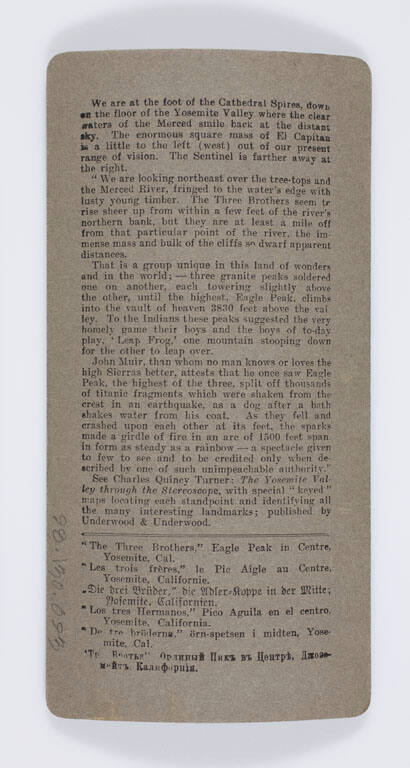 We are at the foot of the Cathedral Spires, down
on the floor of the Yosemite Valley where the clear
waters of the Merced smile back at the distant
sky. The enormous square mass of El Capitan
is a little to the left (west) out of our present
range of vision. The Sentinel is farther away at
the right.
"We are looking northeast over the tree-tops and
the Merced River, fringed to the water's edge with
lusty young timber. The Three Brothers seem to
rise sheer up from within a few feet of the river's
northern bank, but they are at least a mile off
from that particular point of the river, the im-
mense mass and bulk of the cliffs so dwarf apparent
distances.
That is a group unique in this land of wonders
and in the world; — three granite peaks soldered
one on another, each towering slightly above
the other, until the highest, Eagle Peak, climbs
into the vault of heaven 3830 feet above the val
ley. To the Indians these peaks suggested the very
homely game their boys and the boys of to-day
play, 'Leap Frog,' one mountain stooping down
for the other to leap over.
John Muir, than whom no man knows or loves the
high Sierras better, attests that he once saw Eagle
Peak, the highest of the three, split off thousands
of titanic fragments which were shaken from the
crest in an earthquake, as a dog after a bath
shakes water from his coat. As they fell and
crashed upon each other at its feet, the sparks
made a girdle of fire in an arc of 1500 feet span
in form as steady as a rainbow — a spectacle given
to few to see and to be credited only when de-
scribed by one of such unimpeachable authority."
See Charles Quincy Turner: The Yosemite Val-
ley through the Stereoscope, with special "keyed"
maps locating each standpoint and identifying all
the many interesting landmarks; published by
Underwood & Underwood.
"The Three Brothers," Eagle Peak in Centre,
Yosemite, Cal.
"Les trois frères," le Pic Aigle au Centre,
Yosemite, Californie.
„Die drei Brüder," die Adler-Koppe in der Mitte;
Yosemite, Californien.
"Los tres Hermanos," Pico Aguila en el centro,
Yosemite, California.
"De tre bröderna," örn-spetsen i midten, Yose-
mite, Cal.
Братья" Орлиный Пикъ въ Центрѣ, Джозе-
мейтъ, Калифорнія.